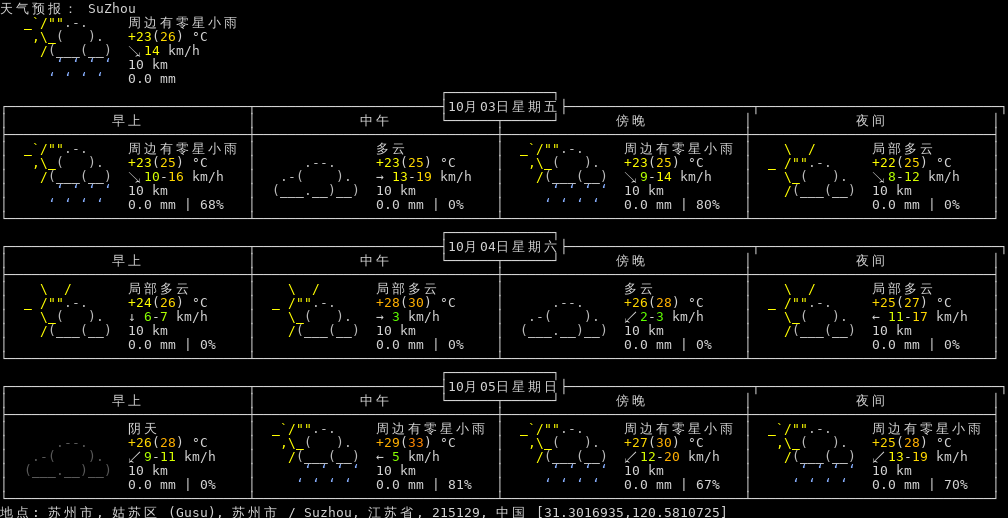 天气预报： SuZhou
周边有零星小雨
+23(26) °C
↘ 14 km/h
10 km
0.0 mm
10月03日星期五
早上 中午 傍晚 夜间
周边有零星小雨 多云 周边有零星小雨 局部多云
+23(25) °C +23(25) °C +23(25) °C +22(25) °C
↘ 10-16 km/h → 13-19 km/h ↘ 9-14 km/h ↘ 8-12 km/h
10 km 10 km 10 km 10 km
0.0 mm | 68% 0.0 mm | 0% 0.0 mm | 80% 0.0 mm | 0%
10月04日星期六
早上 中午 傍晚 夜间
局部多云 局部多云 多云 局部多云
+24(26) °C +28(30) °C +26(28) °C +25(27) °C
↓ 6-7 km/h → 3 km/h ↙ 2-3 km/h ← 11-17 km/h
10 km 10 km 10 km 10 km
0.0 mm | 0% 0.0 mm | 0% 0.0 mm | 0% 0.0 mm | 0%
10月05日星期日
早上 中午 傍晚 夜间
阴天 周边有零星小雨 周边有零星小雨 周边有零星小雨
+26(28) °C +29(33) °C +27(30) °C +25(28) °C
↙ 9-11 km/h ← 5 km/h ↙ 12-20 km/h ↙ 13-19 km/h
10 km 10 km 10 km 10 km
0.0 mm | 0% 0.0 mm | 81% 0.0 mm | 67% 0.0 mm | 70%
地点: 苏州市, 姑苏区 (Gusu), 苏州市 / Suzhou, 江苏省, 215129, 中国 [31.3016935,120.5810725]